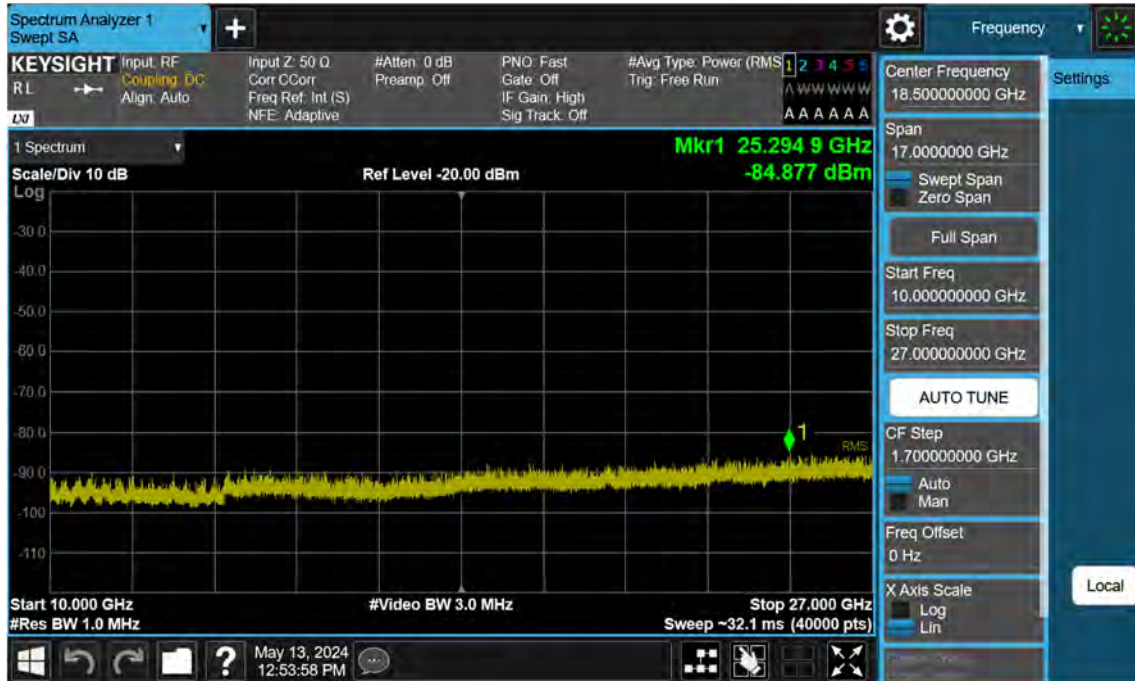 Spectrum Analyzer 1
Swept SA
+
Frequency
KEYSIGHT
RL
LXI
Input: RF
Coupling: DC
Align: Auto
Input Z: 50 Ω
Corr CCorr
Freq Ref: Int (S)
NFE: Adaptive
#Atten: 0 dB
Preamp: Off
PNO: Fast
Gate: Off
IF Gain: High
Sig Track: Off
#Avg Type: Power (RMS
Trig: Free Run
1 2 3 4 5 6
A W W W W W
A A A A A A
1 Spectrum
Mkr1 25.294 9 GHz
Scale/Div 10 dB
Ref Level -20.00 dBm
-84.877 dBm
Log
-30.0
-40.0
-50.0
-60.0
-70.0
-80.0
-90.0
-100
-110
1
RMS
Start 10.000 GHz
#Video BW 3.0 MHz
Stop 27.000 GHz
#Res BW 1.0 MHz
Sweep ~32.1 ms (40000 pts)
?
May 13, 2024
12:53:58 PM
Center Frequency
18.500000000 GHz
Settings
Span
17.0000000 GHz
Swept Span
Zero Span
Full Span
Start Freq
10.000000000 GHz
Stop Freq
27.000000000 GHz
AUTO TUNE
CF Step
1.700000000 GHz
Auto
Man
Freq Offset
0 Hz
X Axis Scale
Log
Lin
Local